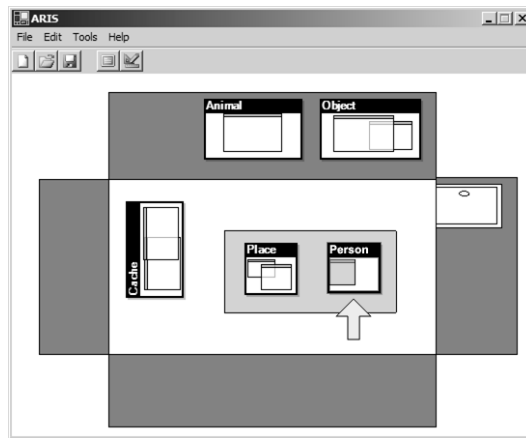 ARIS
File Edit Tools Help
Animal
Object
Cache
Place
Person